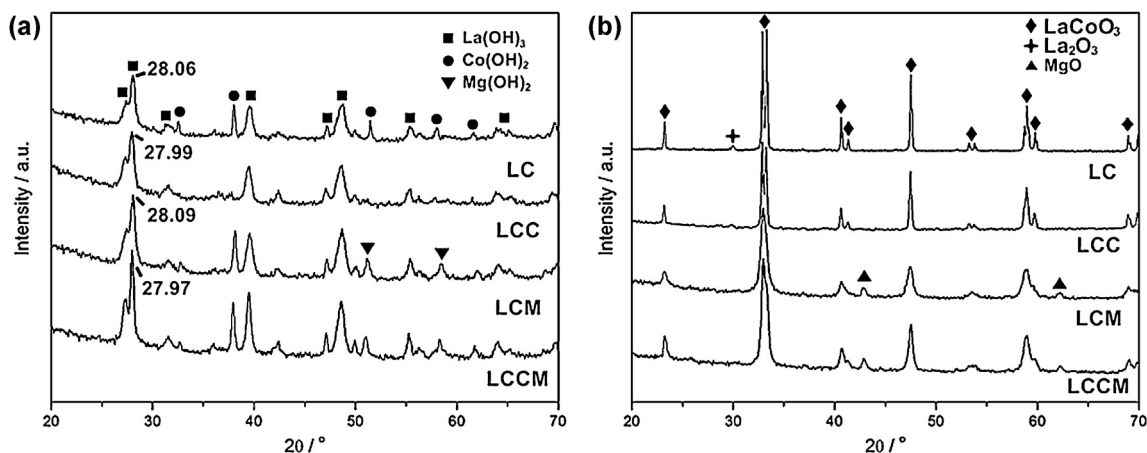 (a)
La(OH)₃
Co(OH)₂
Mg(OH)₂
28.06
27.99
28.09
27.97
LC
LCC
LCM
LCCM
Intensity / a.u.
20 30 40 50 60 70
2θ / °
(b)
LaCoO₃
La₂O₃
MgO
LC
LCC
LCM
LCCM
Intensity / a.u.
20 30 40 50 60 70
2θ / °